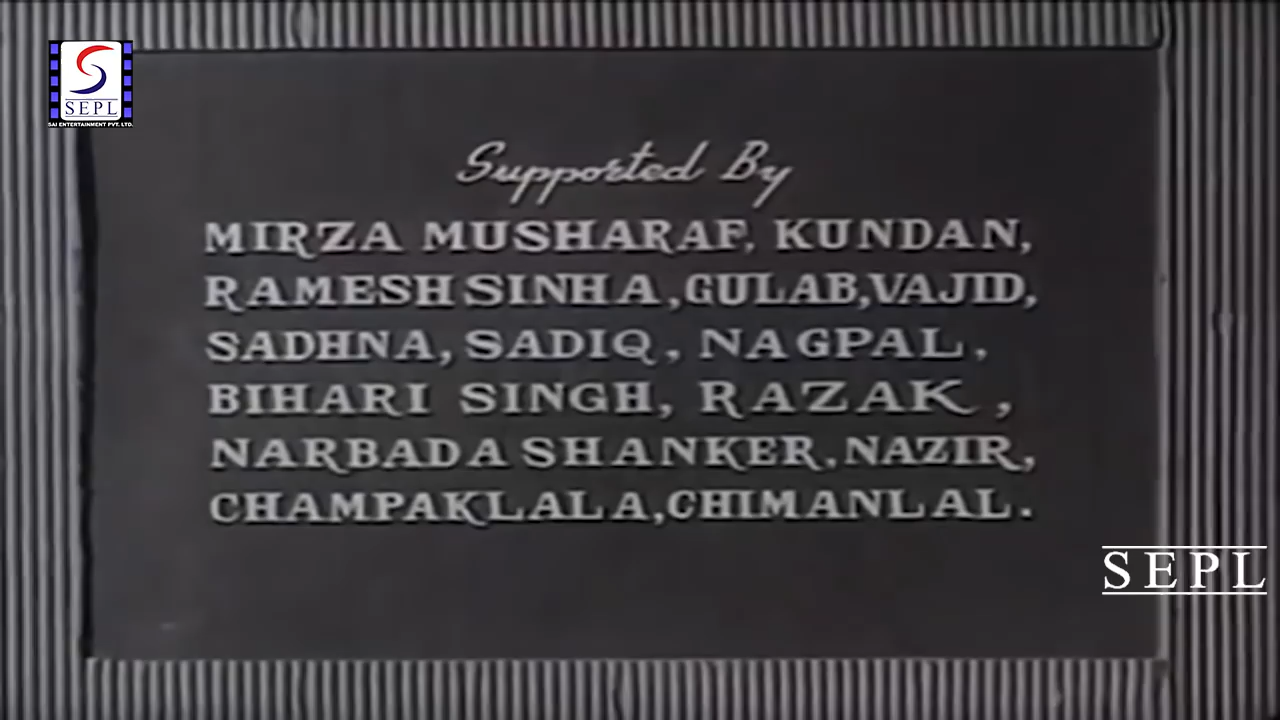 SEPL
SAI ENTERTAINMENT PVT. LTD.
Supported By
MIRZA MUSHARAF, KUNDAN,
RAMESH SINHA, GULAB, VAJID,
SADHNA, SADIQ, NAGPAL,
BIHARI SINGH, RAZAK,
NARBADA SHANKER, NAZIR,
CHAMPAKLALA, CHIMANLAL.
SEPL